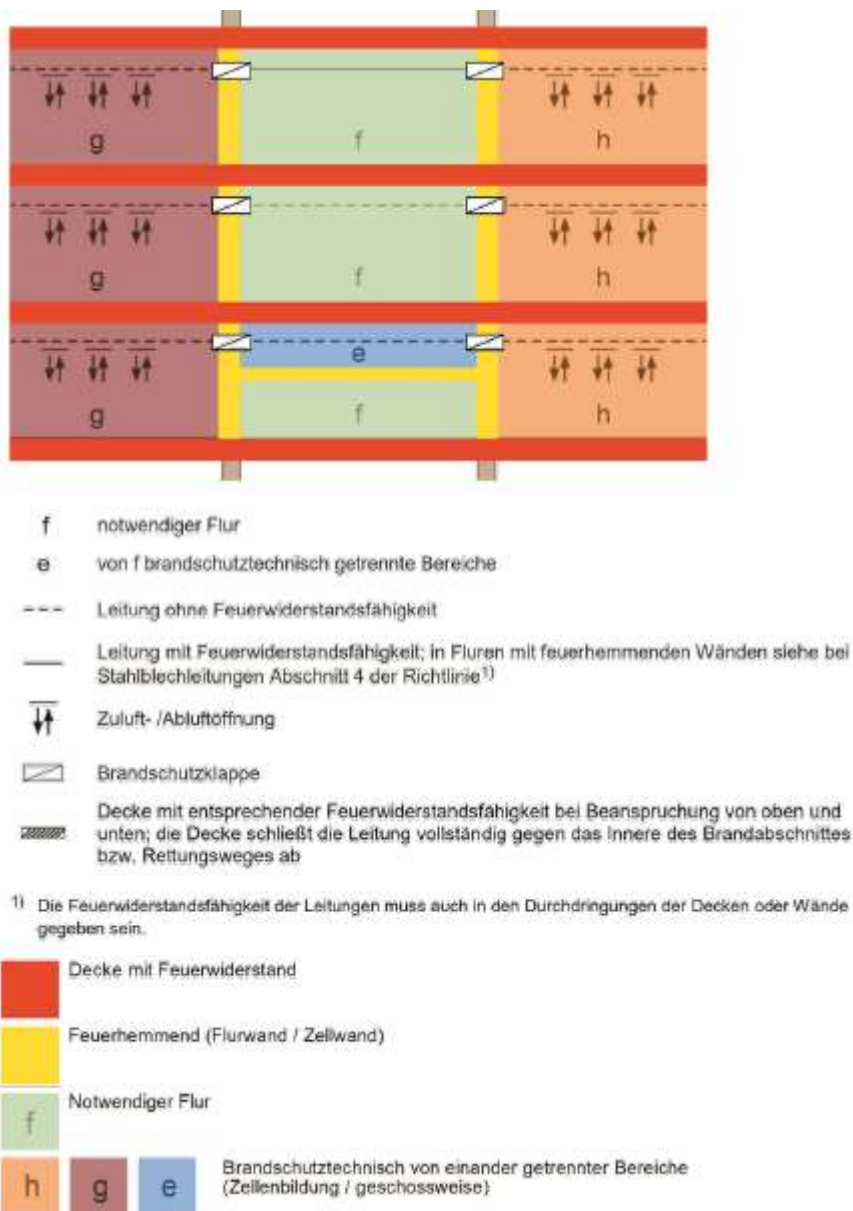 g f h
g f h
e
g f h
f notwendiger Flur
e von f brandschutztechnisch getrennte Bereiche
Leitung ohne Feuerwiderstandsfähigkeit
Leitung mit Feuerwiderstandsfähigkeit; in Fluren mit feuerhemmenden Wänden siehe bei
Stahlblechleitungen Abschnitt 4 der Richtlinie1)
Zuluft- /Abluftöffnung
Brandschutzklappe
Decke mit entsprechender Feuerwiderstandsfähigkeit bei Beanspruchung von oben und
unten; die Decke schließt die Leitung vollständig gegen das Innere des Brandabschnittes
bzw. Rettungsweges ab
1) Die Feuerwiderstandsfähigkeit der Leitungen muss auch in den Durchdringungen der Decken oder Wände
gegeben sein.
Decke mit Feuerwiderstand
Feuerhemmend (Flurwand / Zellwand)
Notwendiger Flur
f
Brandschutztechnisch von einander getrennter Bereiche
h g e (Zellenbildung / geschossweise)